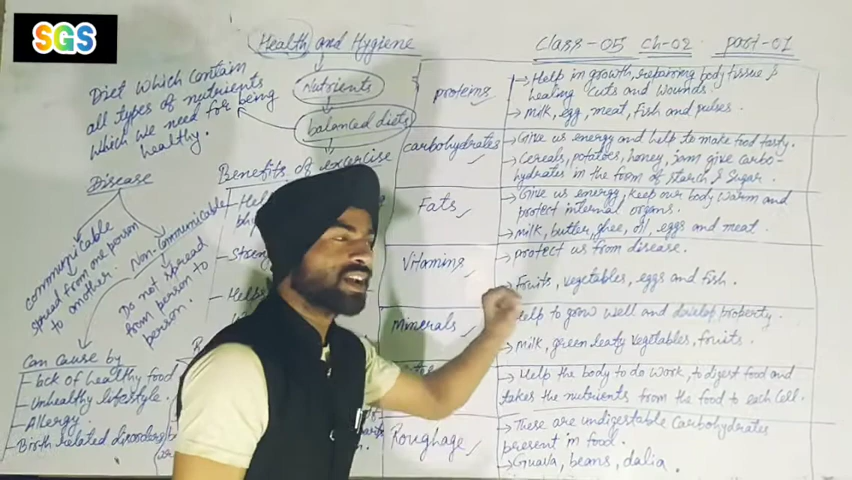 SGS
Health and Hygiene
Class-05 Ch-02 part-01
Nutrients
balanced diets
Diet which contain
all types of nutrients
which we need for being
healthy.
Disease
communicable
spread from one person
to another.
Non-communicable
Do not spread
from person to
person.
Can cause by
Lack of healthy food
Unhealthy lifestyle.
Allergy
Birth related disorders
Benefits of exercise
proteins
→ Help in growth, repairing body tissue &
healing cuts and wounds.
→ Milk, egg, meat, fish and pulses.
carbohydrates
→ Give us energy and help to make food tasty.
→ Cereals, potatoes, honey, jam give carbo-
hydrates in the form of starch & sugar.
Fats
→ Give us energy, keep our body warm and
protect internal organs.
→ Milk, butter, ghee, oil, eggs and meat.
Vitamins
→ protect us from disease.
→ Fruits, vegetables, eggs and fish.
Minerals
Help to grow well and develop property.
→ Milk, green leafy vegetables, fruits.
→ Help the body to do work, to digest food and
takes the nutrients from the food to each cell.
Roughage
→ These are undigestable carbohydrates
present in food.
→ Guava, beans, dalia.